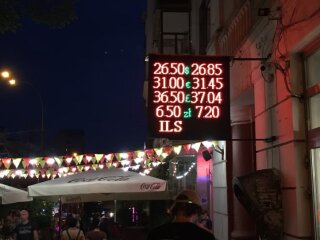 26.50 $ 26.85
31.00 € 31.45
36.50 £ 37.04
6.50 zł 7.20
ILS
Coca-Cola